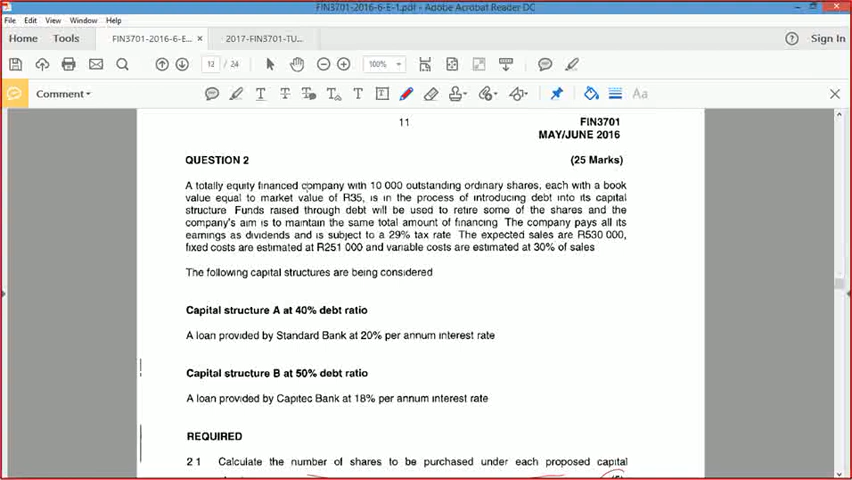 FIN3701-2016-6-E-1.pdf - Adobe Acrobat Reader DC
File Edit View Window Help
Home Tools FIN3701-2016-6-E... × 2017-FIN3701-TU... Sign In
12 / 24 100%
Comment
11 FIN3701
MAY/JUNE 2016
QUESTION 2 (25 Marks)
A totally equity financed company with 10 000 outstanding ordinary shares, each with a book
value equal to market value of R35, is in the process of introducing debt into its capital
structure Funds raised through debt will be used to retire some of the shares and the
company's aim is to maintain the same total amount of financing The company pays all its
earnings as dividends and is subject to a 29% tax rate The expected sales are R530 000,
fixed costs are estimated at R251 000 and variable costs are estimated at 30% of sales
The following capital structures are being considered
Capital structure A at 40% debt ratio
A loan provided by Standard Bank at 20% per annum interest rate
Capital structure B at 50% debt ratio
A loan provided by Capitec Bank at 18% per annum interest rate
REQUIRED
2 1 Calculate the number of shares to be purchased under each proposed capital